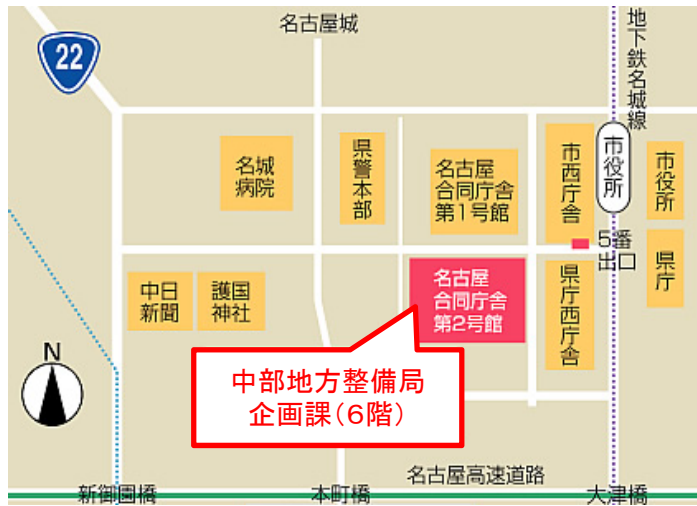 名古屋城
22
地下鉄名城線
名城
病院
県警本部
名古屋
合同庁舎
第1号館
市西庁舎
市役所
市役所
5番
出口
中日
新聞
護国
神社
名古屋
合同庁舎
第2号館
県庁西庁舎
県庁
N
中部地方整備局
企画課(6階)
名古屋高速道路
新御園橋
本町橋
大津橋